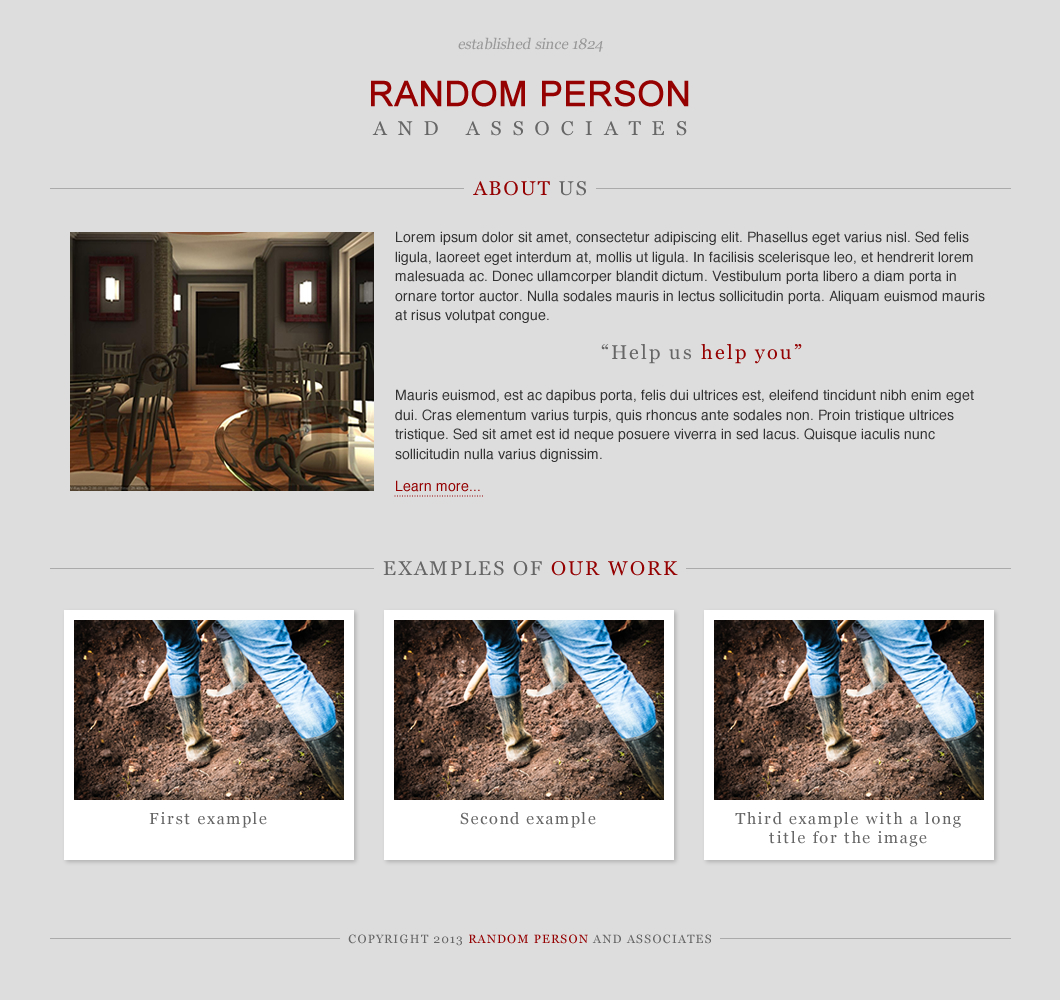 established since 1824
RANDOM PERSON
AND ASSOCIATES
ABOUT US
Lorem ipsum dolor sit amet, consectetur adipiscing elit. Phasellus eget varius nisl. Sed felis
ligula, laoreet eget interdum at, mollis ut ligula. In facilisis scelerisque leo, et hendrerit lorem
malesuada ac. Donec ullamcorper blandit dictum. Vestibulum porta libero a diam porta in
ornare tortor auctor. Nulla sodales mauris in lectus sollicitudin porta. Aliquam euismod mauris
at risus volutpat congue.
“Help us help you”
Mauris euismod, est ac dapibus porta, felis dui ultrices est, eleifend tincidunt nibh enim eget
dui. Cras elementum varius turpis, quis rhoncus ante sodales non. Proin tristique ultrices
tristique. Sed sit amet est id neque posuere viverra in sed lacus. Quisque iaculis nunc
sollicitudin nulla varius dignissim.
Learn more...
EXAMPLES OF OUR WORK
First example
Second example
Third example with a long
title for the image
COPYRIGHT 2013 RANDOM PERSON AND ASSOCIATES